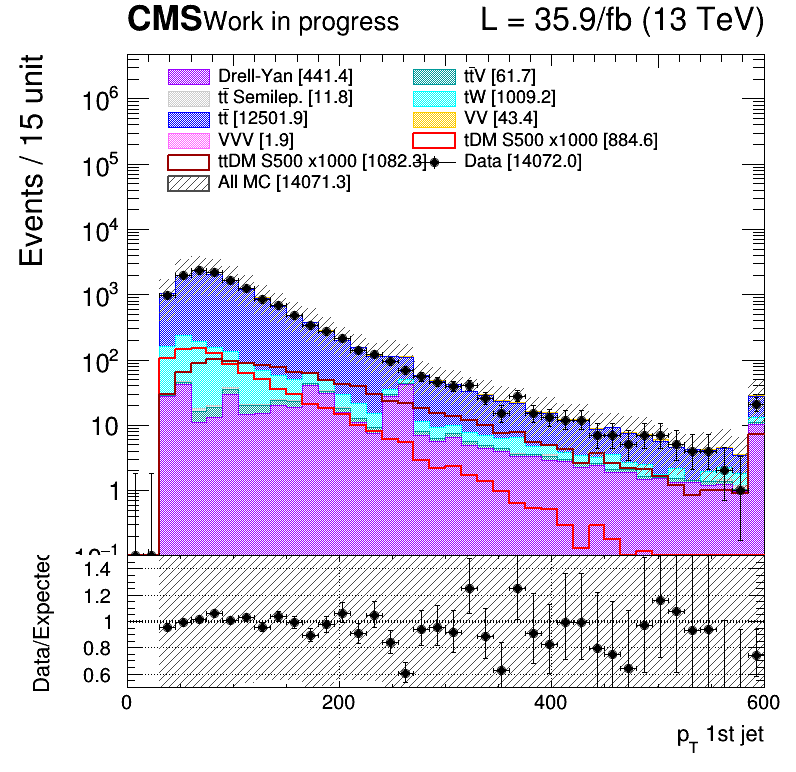 CMS Work in progress L = 35.9/fb (13 TeV)
Events / 15 unit
Drell-Yan [441.4] tt̄V [61.7]
tt̄ Semilep. [11.8] tW [1009.2]
tt̄ [12501.9] VV [43.4]
VVV [1.9] tDM S500 x1000 [884.6]
ttDM S500 x1000 [1082.3] Data [14072.0]
All MC [14071.3]
10⁶
10⁵
10⁴
10³
10²
10
1
10⁻¹
Data/Expected
1.4
1.2
1
0.8
0.6
0 200 400 600
p_T 1st jet